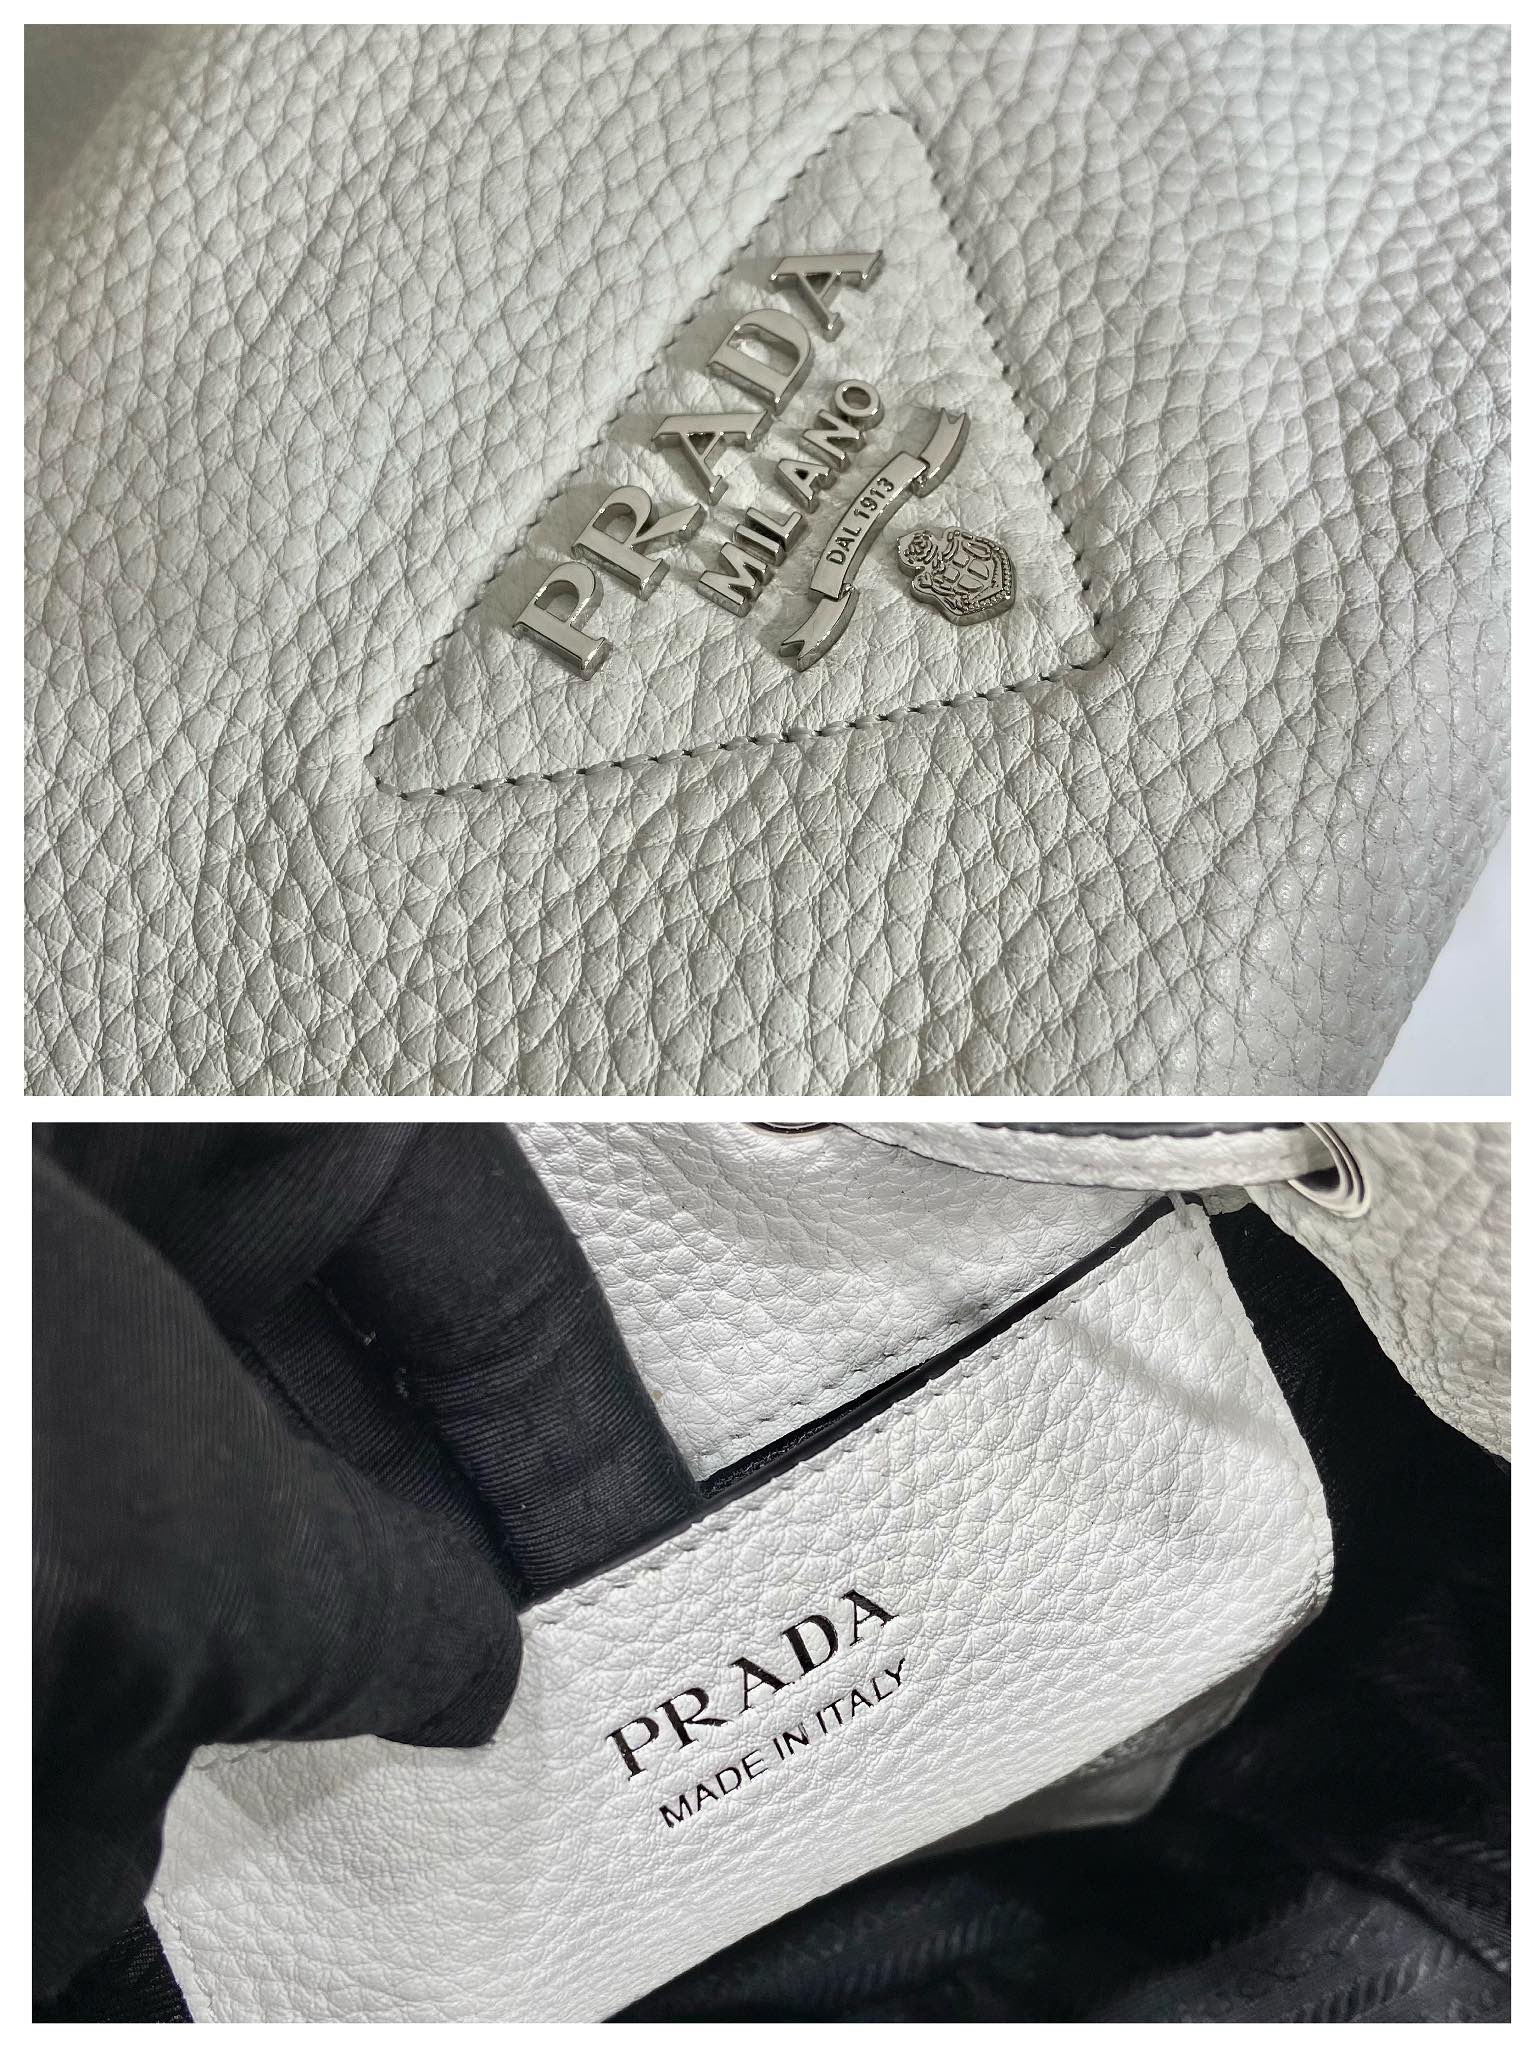 PRADA
MILANO
DAL 1913
PRADA
MADE IN ITALY